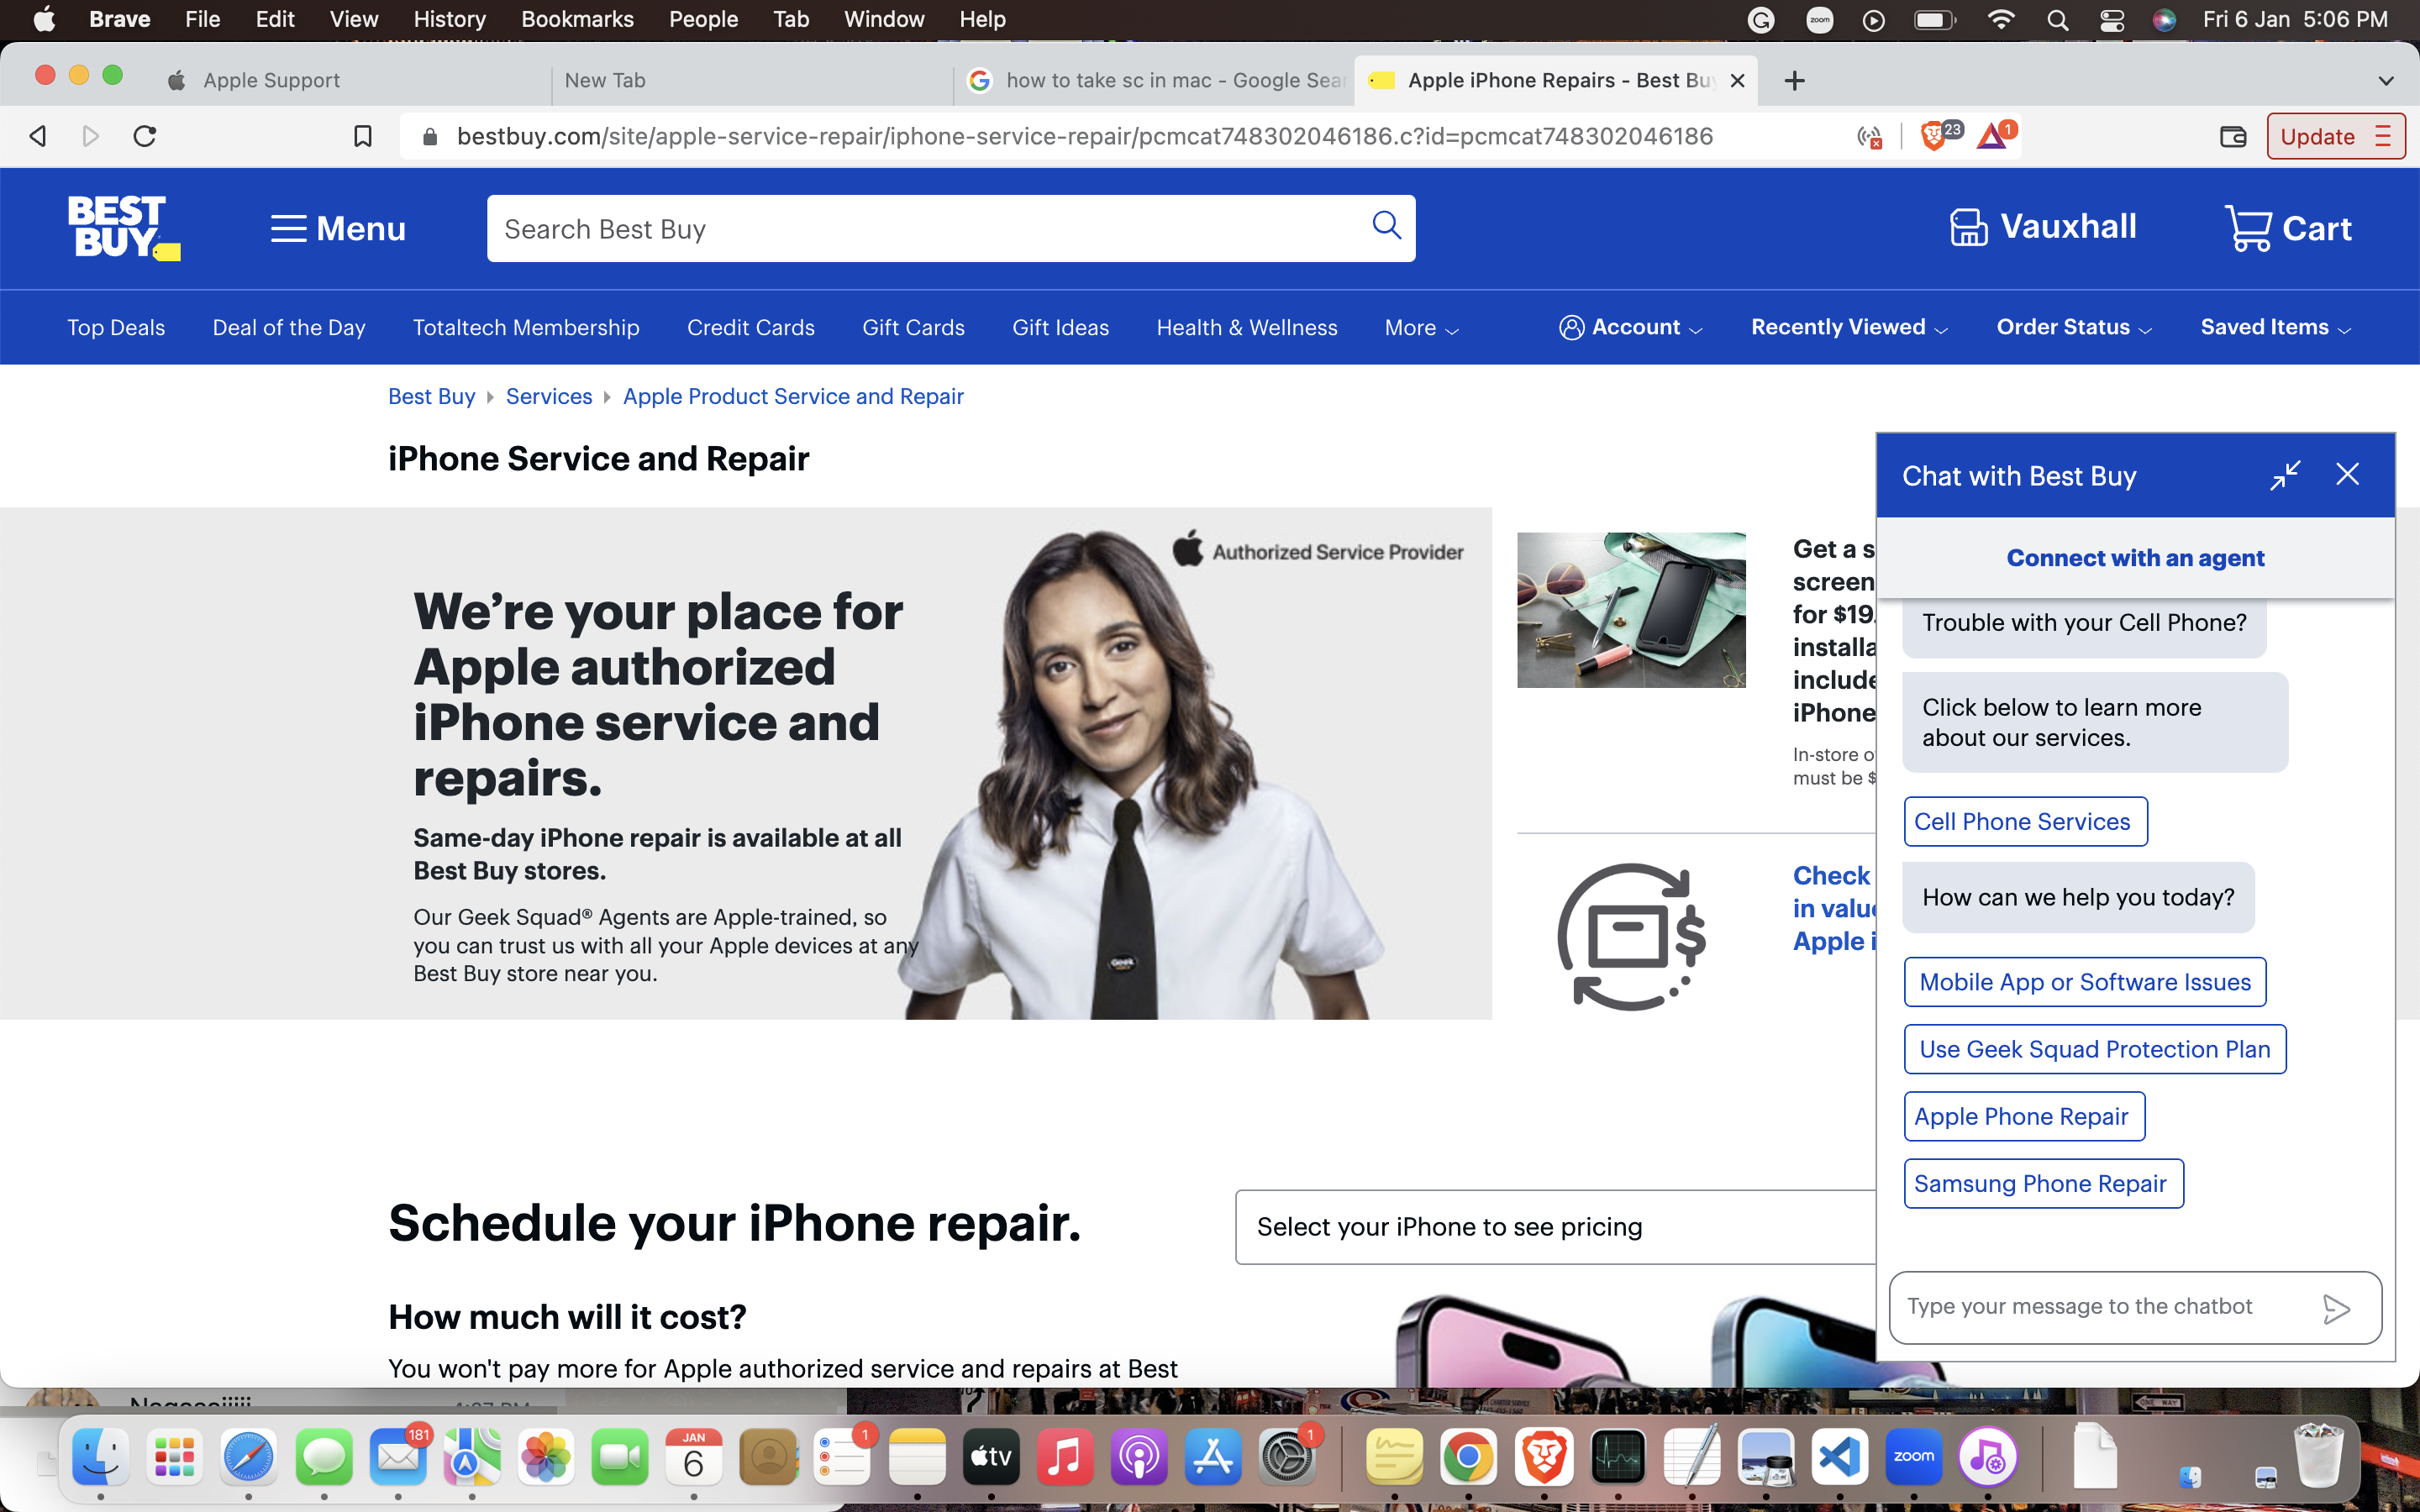 Brave File Edit View History Bookmarks People Tab Window Help
zoom
Fri 6 Jan 5:06 PM
Apple Support
New Tab
how to take sc in mac - Google Sear
Apple iPhone Repairs - Best Buy
bestbuy.com/site/apple-service-repair/iphone-service-repair/pcmcat748302046186.c?id=pcmcat748302046186
23
1
Update
BEST
BUY
Menu
Search Best Buy
Vauxhall
Cart
Top Deals Deal of the Day Totaltech Membership Credit Cards Gift Cards Gift Ideas Health & Wellness More
Account Recently Viewed Order Status Saved Items
Best Buy Services Apple Product Service and Repair
iPhone Service and Repair
Authorized Service Provider
We're your place for
Apple authorized
iPhone service and
repairs.
Same-day iPhone repair is available at all
Best Buy stores.
Our Geek Squad® Agents are Apple-trained, so
you can trust us with all your Apple devices at any
Best Buy store near you.
Geek
Get a s
screen
for $19.
installa
include
iPhone
In-store o
must be $
Check
in value
Apple i
Chat with Best Buy
Connect with an agent
Trouble with your Cell Phone?
Click below to learn more
about our services.
Cell Phone Services
How can we help you today?
Mobile App or Software Issues
Use Geek Squad Protection Plan
Apple Phone Repair
Samsung Phone Repair
Type your message to the chatbot
Schedule your iPhone repair.
Select your iPhone to see pricing
How much will it cost?
You won't pay more for Apple authorized service and repairs at Best
ONE WAY
181
JAN
6
1
tv
1
zoom